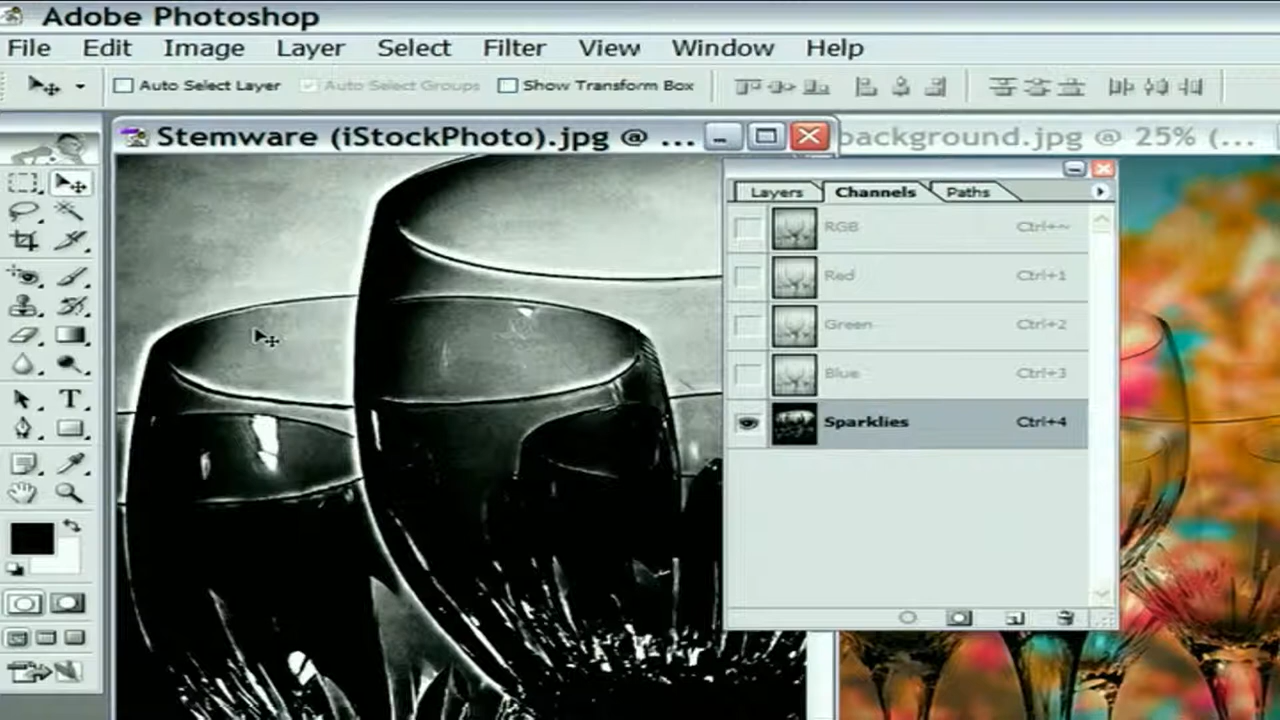 Adobe Photoshop
File Edit Image Layer Select Filter View Window Help
Auto Select Layer Auto Select Groups Show Transform Box
Stemware (iStockPhoto).jpg @ ...
background.jpg @ 25% (...
Layers Channels Paths
RGB Ctrl+~
Red Ctrl+1
Green Ctrl+2
Blue Ctrl+3
Sparklies Ctrl+4
T